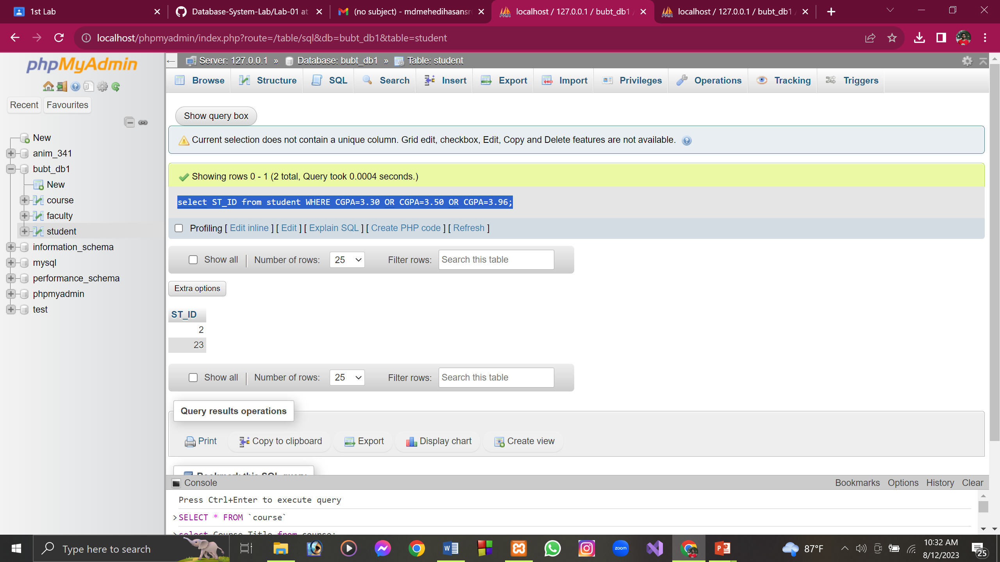 1st Lab
Database-System-Lab/Lab-01 at
(no subject) - mdmehedihasansr
localhost / 127.0.0.1 / bubt_db1 /
localhost / 127.0.0.1 / bubt_db1 /
localhost/phpmyadmin/index.php?route=/table/sql&db=bubt_db1&table=student
phpMyAdmin
Recent Favourites
New
anim_341
bubt_db1
New
course
faculty
student
information_schema
mysql
performance_schema
phpmyadmin
test
Server: 127.0.0.1 » Database: bubt_db1 » Table: student
Browse Structure SQL Search Insert Export Import Privileges Operations Tracking Triggers
Show query box
Current selection does not contain a unique column. Grid edit, checkbox, Edit, Copy and Delete features are not available.
Showing rows 0 - 1 (2 total, Query took 0.0004 seconds.)
select ST_ID from student WHERE CGPA=3.30 OR CGPA=3.50 OR CGPA=3.96;
Profiling [ Edit inline ] [ Edit ] [ Explain SQL ] [ Create PHP code ] [ Refresh ]
Show all Number of rows: 25 Filter rows: Search this table
Extra options
ST_ID
2
23
Show all Number of rows: 25 Filter rows: Search this table
Query results operations
Print Copy to clipboard Export Display chart Create view
Bookmark this SQL query
Console Bookmarks Options History Clear
Press Ctrl+Enter to execute query
>SELECT * FROM `course`
>select Course_Title from course;
Type here to search
zoom
87°F
10:32 AM
8/12/2023
25